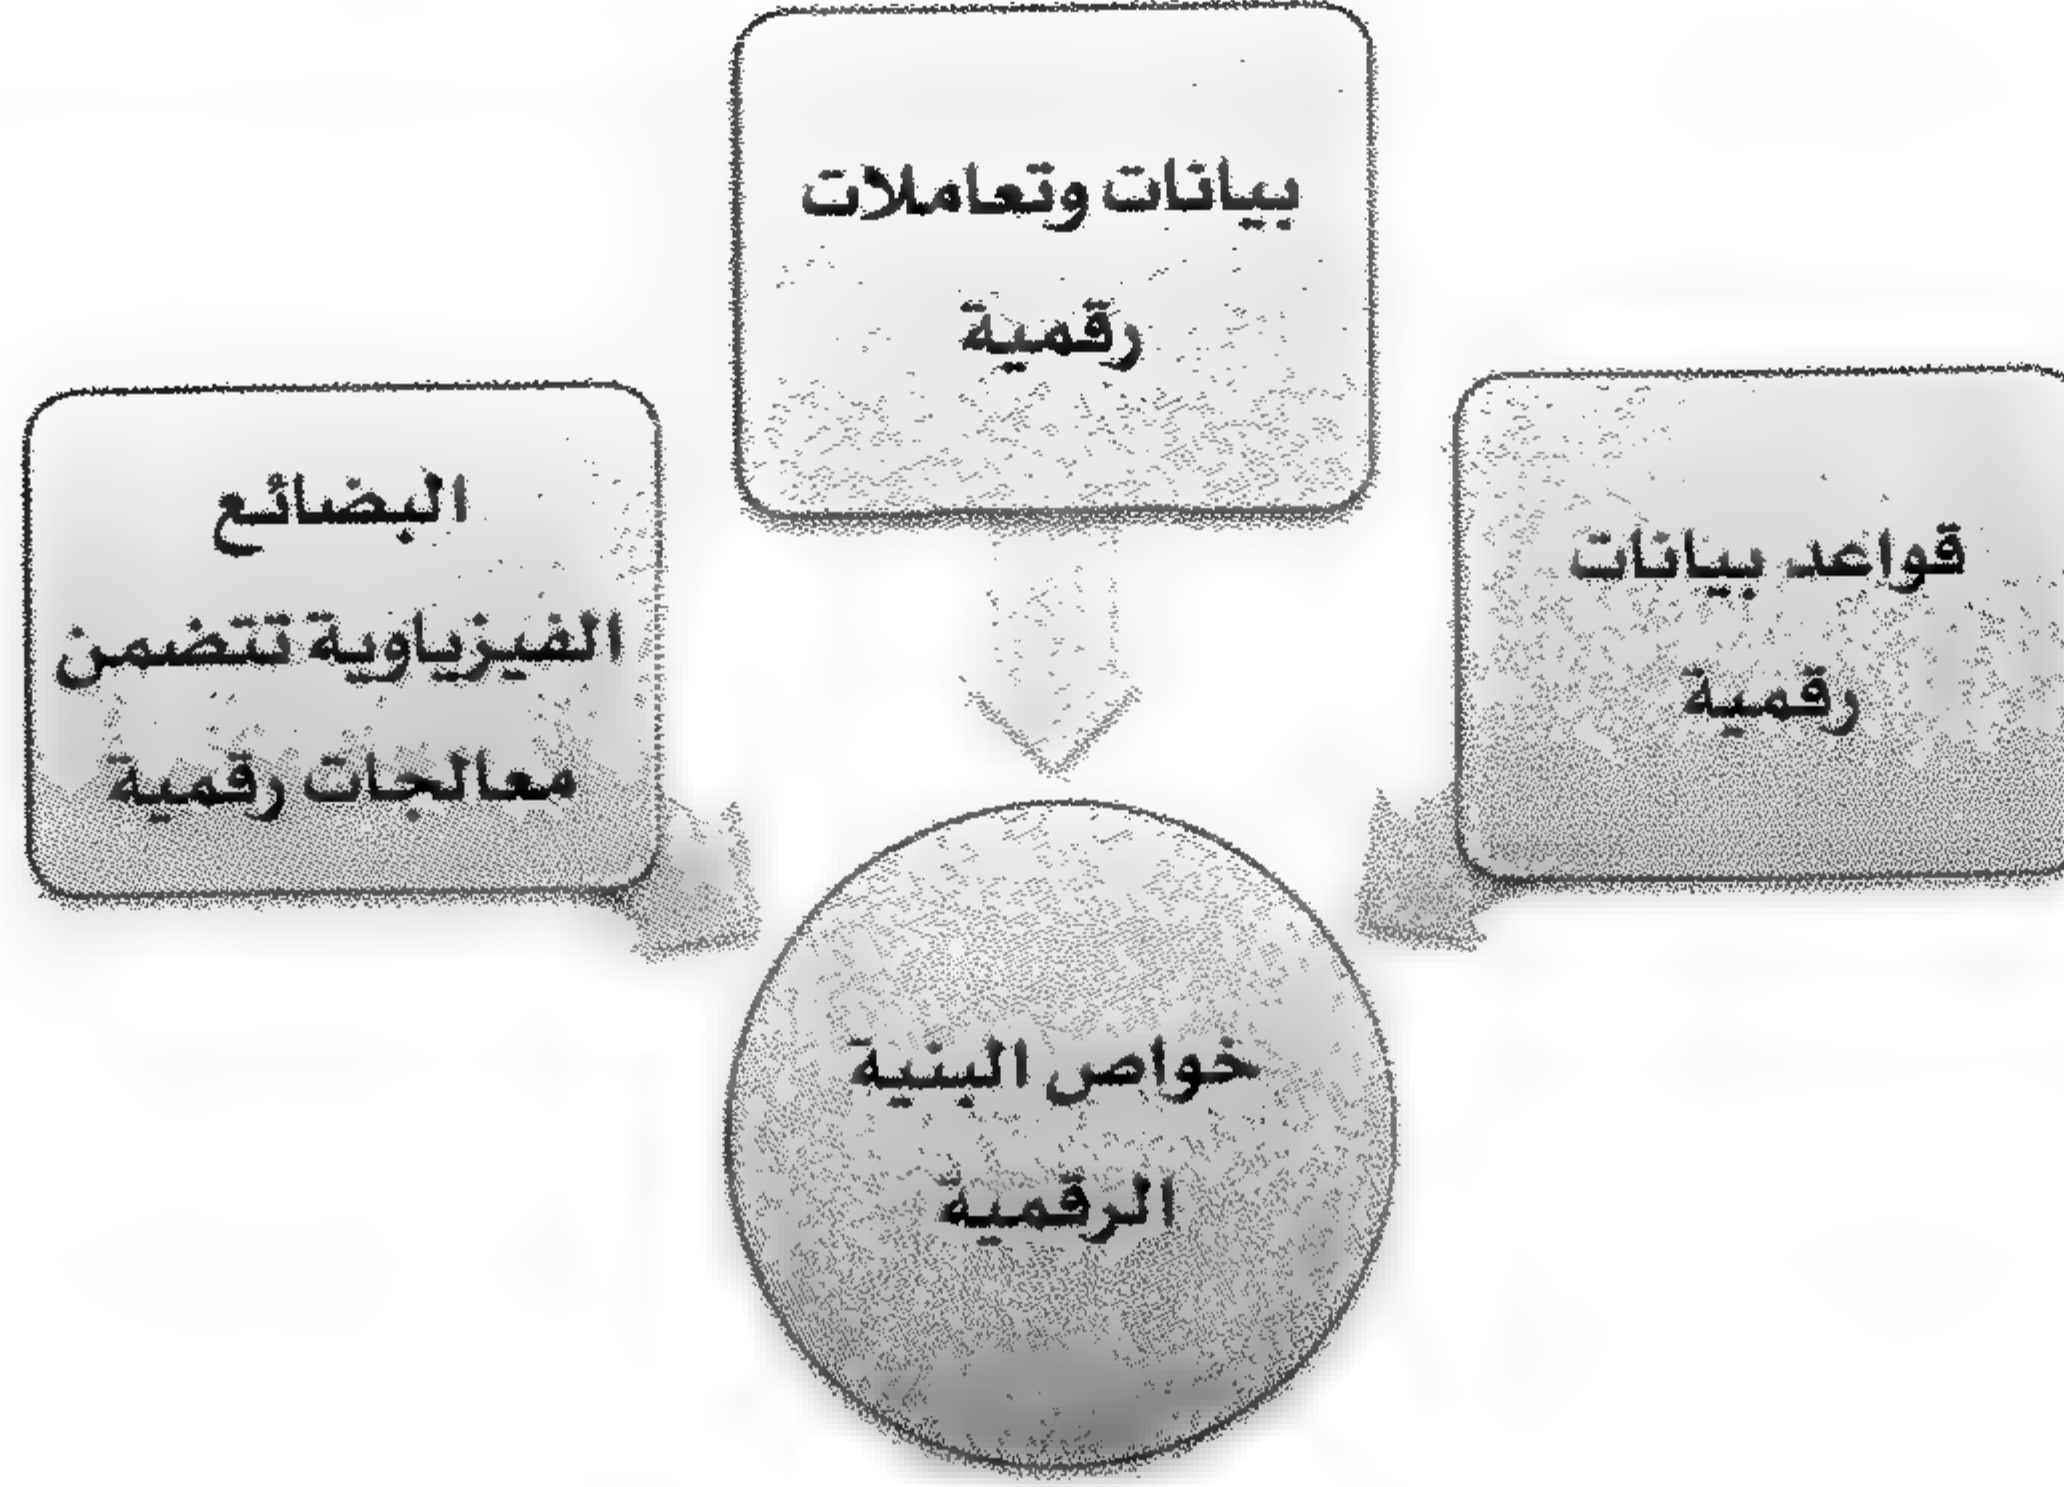 بيانات وتعاملات
رقمية
قواعد بيانات
رقمية
البضائع
الفيزياوية تتضمن
معالجات رقمية
خواص البنية
الرقمية